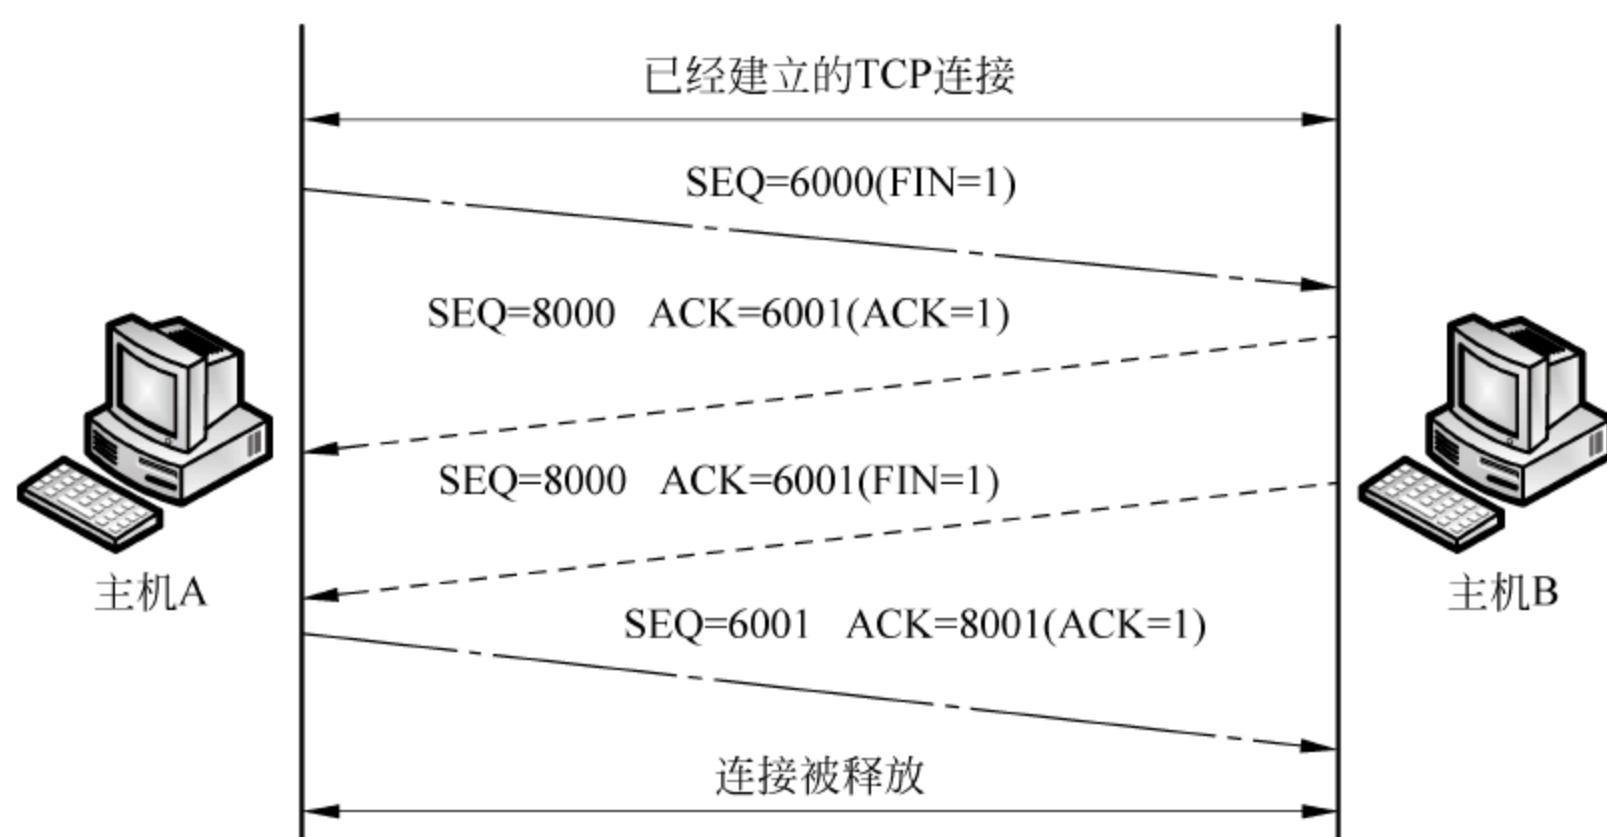 已经建立的TCP连接
SEQ=6000(FIN=1)
SEQ=8000 ACK=6001(ACK=1)
SEQ=8000 ACK=6001(FIN=1)
主机A
主机B
SEQ=6001 ACK=8001(ACK=1)
连接被释放